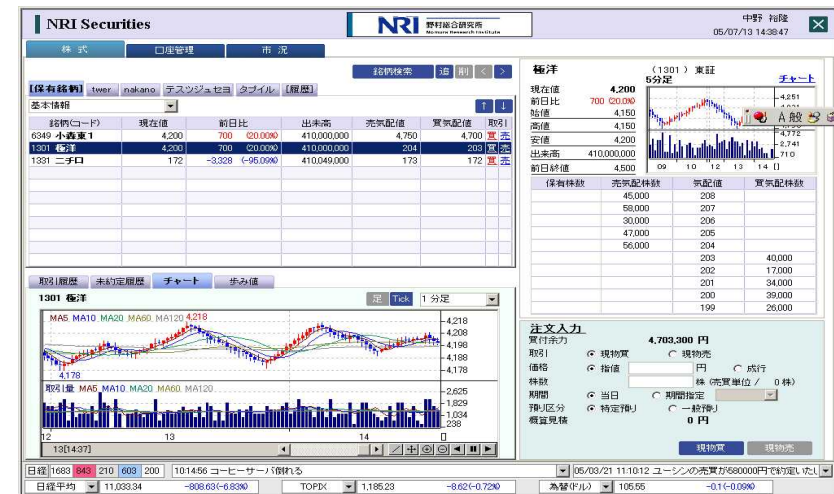 NRI Securities
NRI 野村総合研究所
Nomura Research Institute
中野 裕隆
05/07/13 14:38:47
株 式 口座管理 市 況
銘柄検索 追 削 < >
【保有銘柄】 twer nakano テスツジュセヨ タブイル 【履歴】
基本情報 ↑ ↓
銘柄(コード) 現在値 前日比 出来高 売気配値 買気配値 取引
6349 小森東1 4,200 700 (20.00%) 410,000,000 4,750 4,700 買 売
1301 極洋 4,200 700 (20.00%) 410,000,000 204 203 買 売
1331 ニチロ 172 -3,328 (-95.09%) 410,049,000 173 172 買 売
取引履歴 未約定履歴 チャート 歩み値
1301 極洋 足 Tick 1 分足
MA5 MA10 MA20 MA60 MA120 4,218
4,218
4,208
4,198
4,188
4,178
4,178
取引量 MA5 MA10 MA20 MA60 MA120
2,625
1,829
1,034
238
12 13 14 []
13[14:37]
極洋 (1301) 東証
5分足 チャート
現在値 4,200
前日比 700 (20.0%)
始値 4,150
高値 4,150
安値 4,200
出来高 410,000,000
前日終値 4,500
4,251
A 般
4,772
2,741
710
09 10 12 13 14 []
保有株数 売気配株数 気配値 買気配株数
45,000 208
58,000 207
30,000 206
47,000 205
56,000 204
203 40,000
202 17,000
201 34,000
200 39,000
199 26,000
注文入力
買付余力 4,703,300 円
取引 現物買 現物売
価格 指値 円 成行
株数 株 (売買単位 / 0 株)
期間 当日 期間指定
預り区分 特定預り 一般預り
概算見積 0 円
現物買 現物売
日経 1683 843 210 603 200 10:14:56 コーヒーサーバ倒れる
05/03/21 11:10:12 ユーシンの売買が580000円で約定いたし
日経平均 11,033.34 -808.63(-6.83%) TOPIX 1,185.23 -8.62(-0.72%) 為替(ドル) 105.55 -0.1(-0.09%)